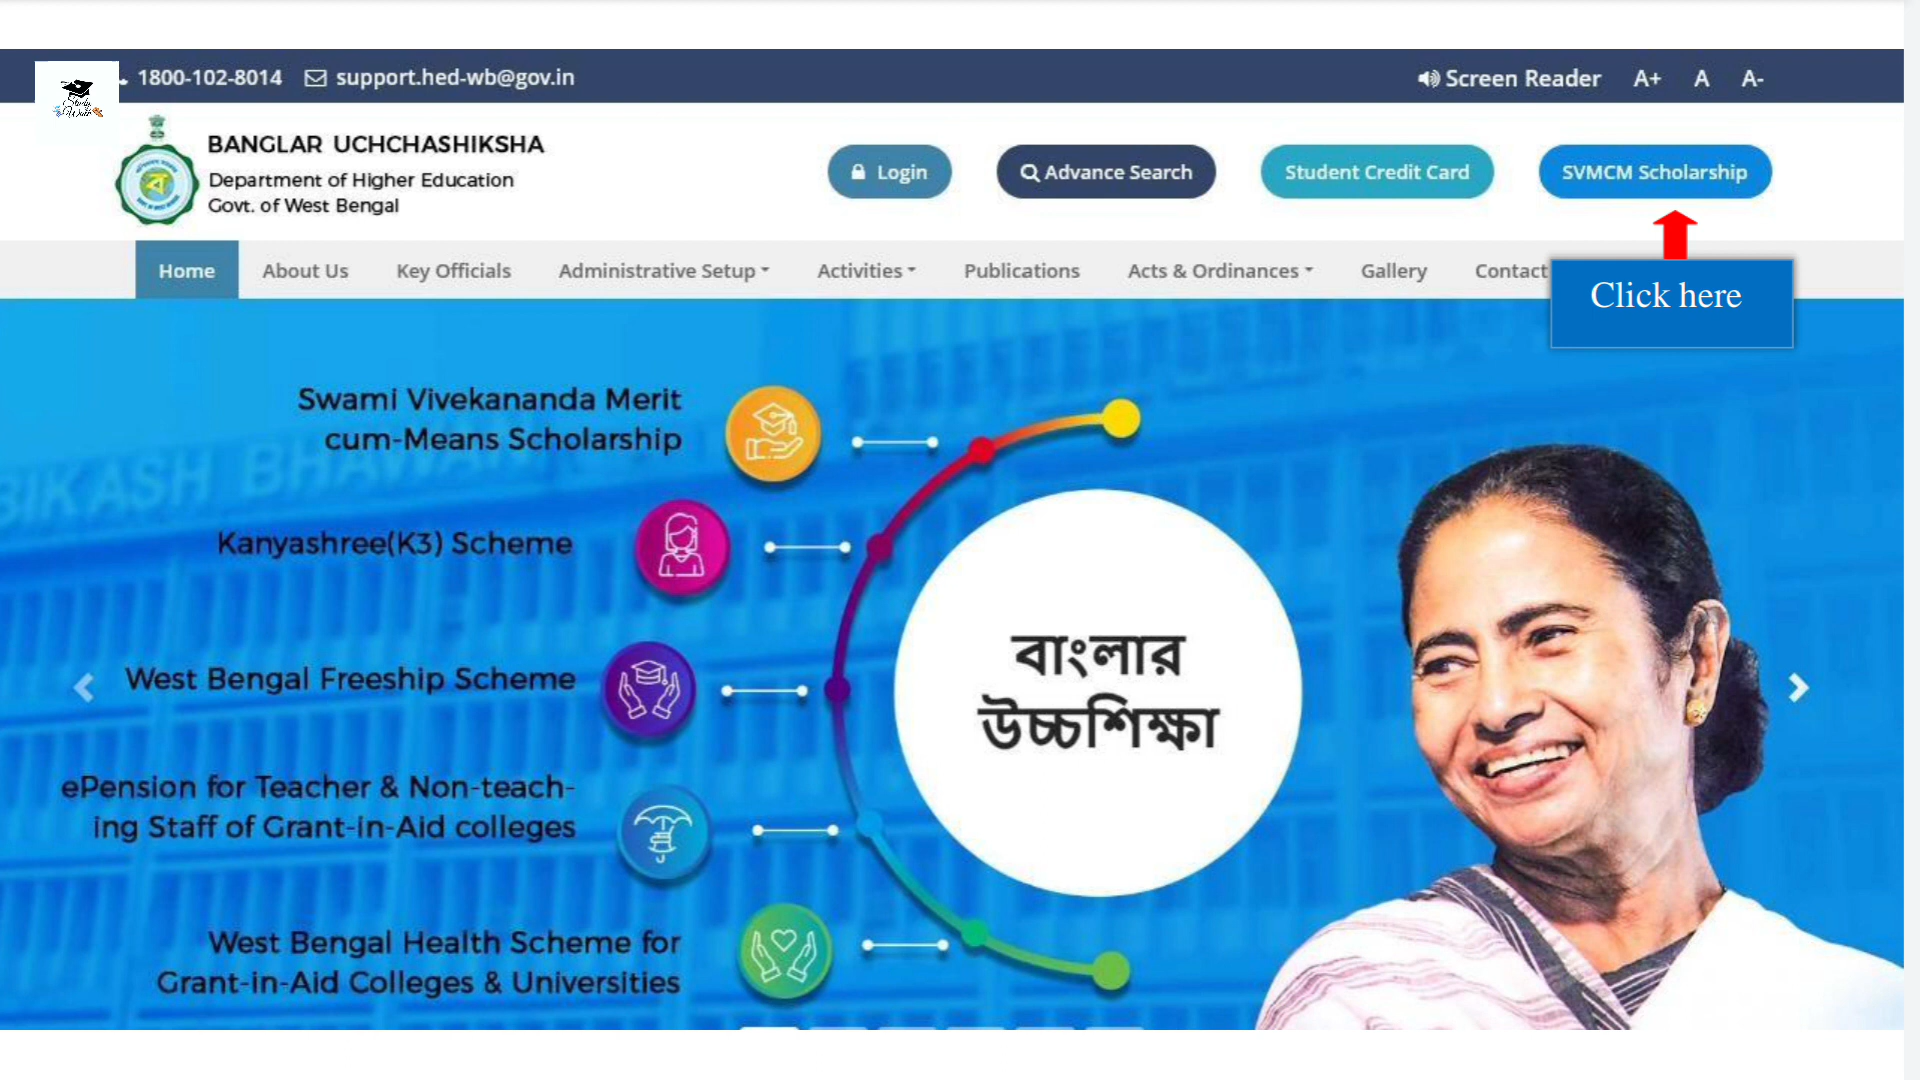 1800-102-8014 support.hed-wb@gov.in Screen Reader A+ A A-
Study
BANGLAR UCHCHASHIKSHA
Department of Higher Education
Govt. of West Bengal
Login Advance Search Student Credit Card SVMCM Scholarship
Home About Us Key Officials Administrative Setup Activities Publications Acts & Ordinances Gallery Contact
Click here
Swami Vivekananda Merit
cum-Means Scholarship
BIKASH BHAWAN
Kanyashree(K3) Scheme
West Bengal Freeship Scheme
ePension for Teacher & Non-teach-
ing Staff of Grant-in-Aid colleges
West Bengal Health Scheme for
Grant-in-Aid Colleges & Universities
বাংলার
উচ্চশিক্ষা